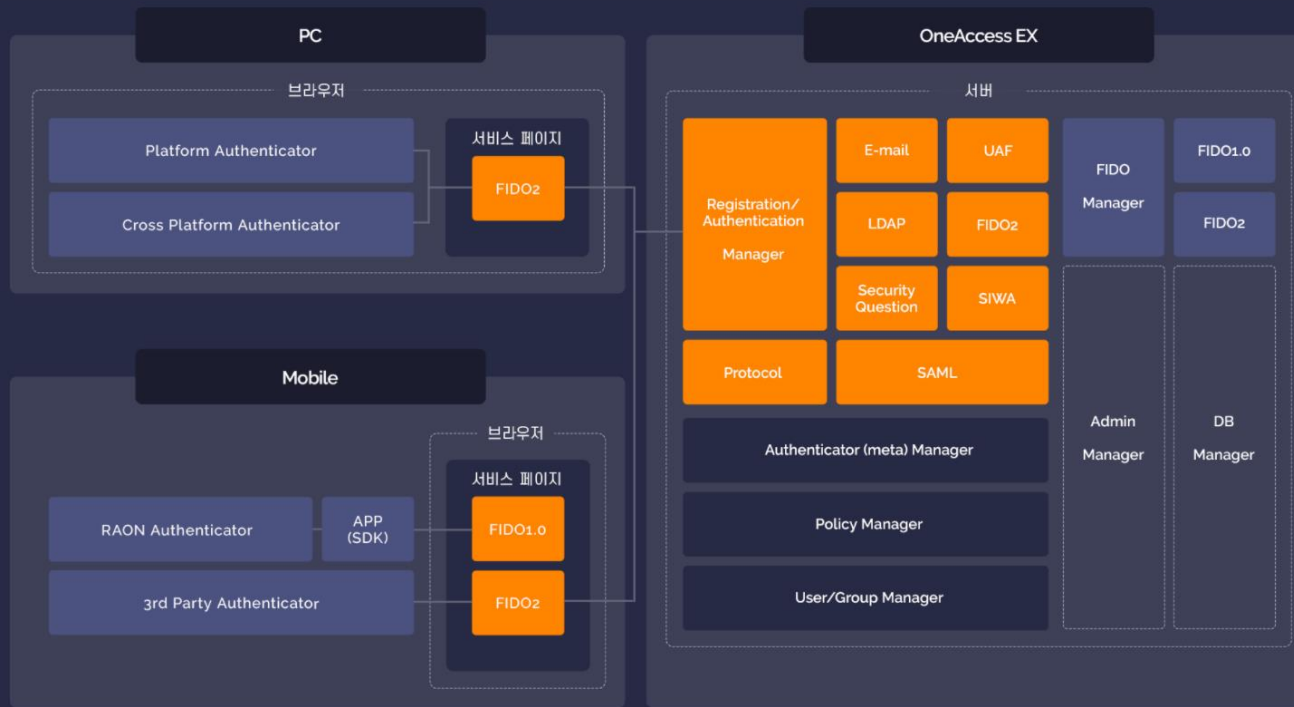 PC
브라우저
Platform Authenticator
Cross Platform Authenticator
서비스 페이지
FIDO2
Mobile
브라우저
서비스 페이지
RAON Authenticator
APP
(SDK)
FIDO1.0
3rd Party Authenticator
FIDO2
OneAccess EX
서버
Registration/
Authentication
Manager
E-mail
UAF
LDAP
FIDO2
Security
Question
SIWA
Protocol
SAML
Authenticator (meta) Manager
Policy Manager
User/Group Manager
FIDO
Manager
FIDO1.0
FIDO2
Admin
Manager
DB
Manager